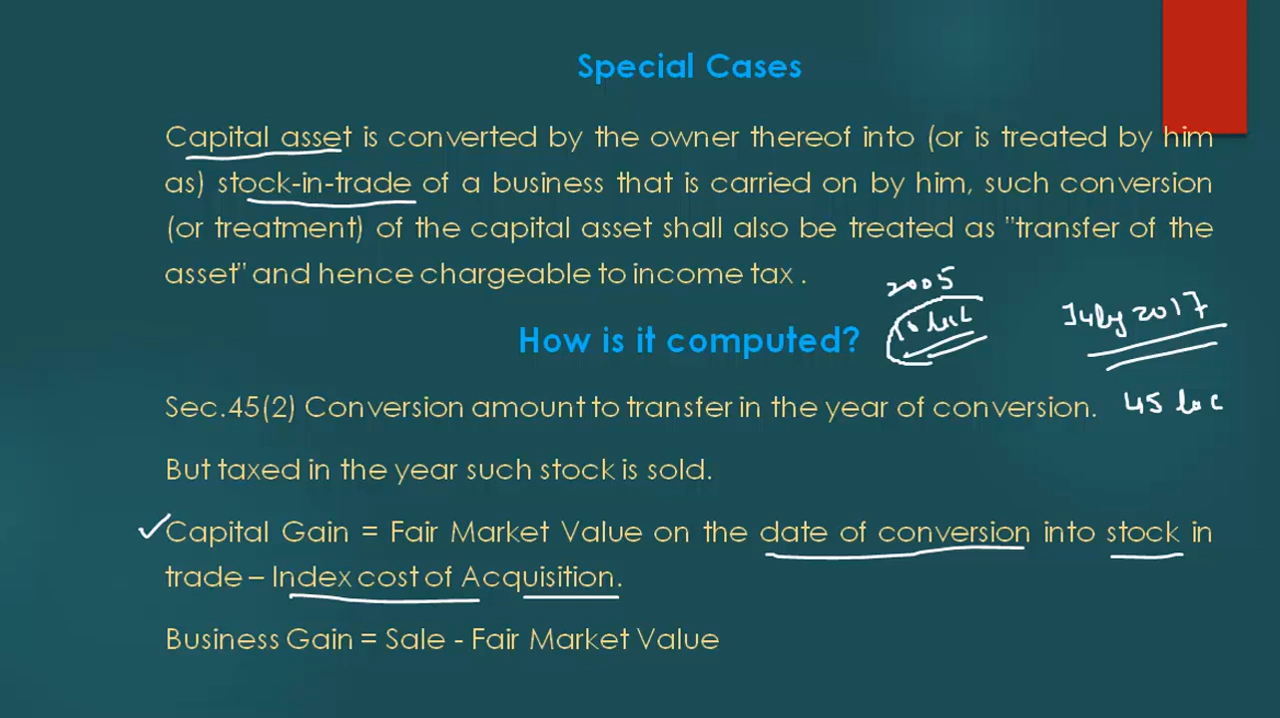 Special Cases
Capital asset is converted by the owner thereof into (or is treated by him
as) stock-in-trade of a business that is carried on by him, such conversion
(or treatment) of the capital asset shall also be treated as "transfer of the
asset" and hence chargeable to income tax .
2005
July 2017
How is it computed?
Sec.45(2) Conversion amount to transfer in the year of conversion.
45
But taxed in the year such stock is sold.
Capital Gain = Fair Market Value on the date of conversion into stock in
trade – Index cost of Acquisition.
Business Gain = Sale - Fair Market Value